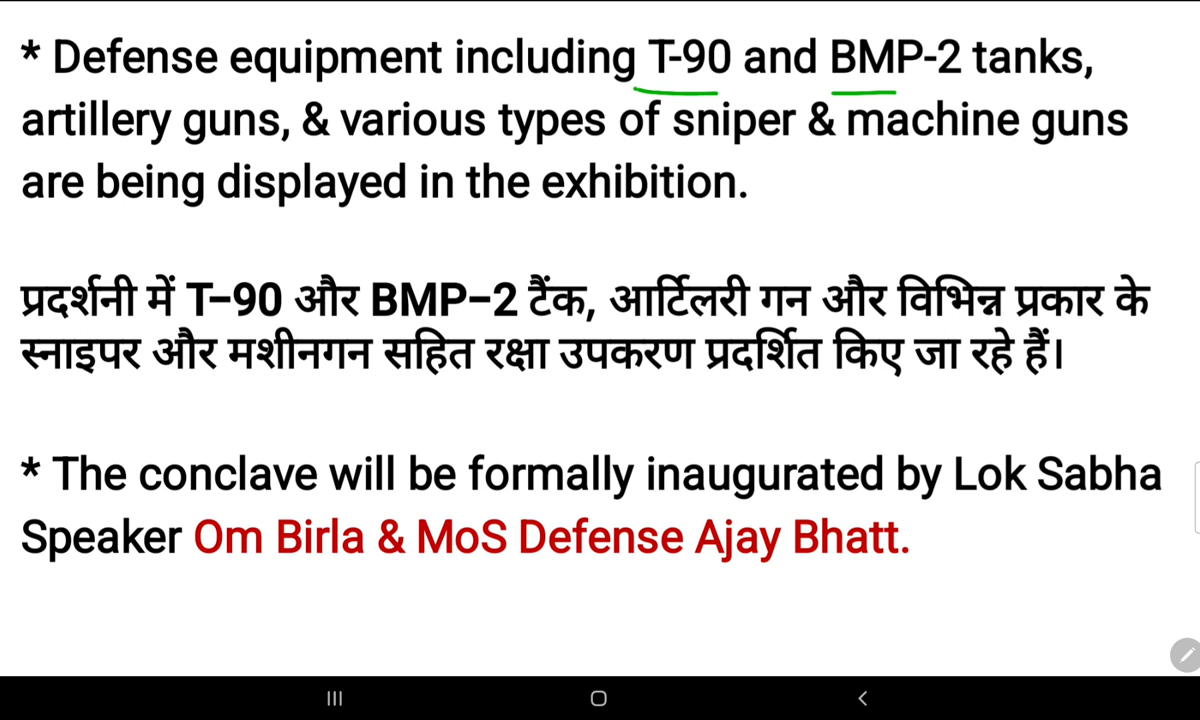 * Defense equipment including T-90 and BMP-2 tanks,
artillery guns, & various types of sniper & machine guns
are being displayed in the exhibition.
प्रदर्शनी में T-90 और BMP-2 टैंक, आर्टिलरी गन और विभिन्न प्रकार के
स्नाइपर और मशीनगन सहित रक्षा उपकरण प्रदर्शित किए जा रहे हैं।
* The conclave will be formally inaugurated by Lok Sabha
Speaker Om Birla & MoS Defense Ajay Bhatt.